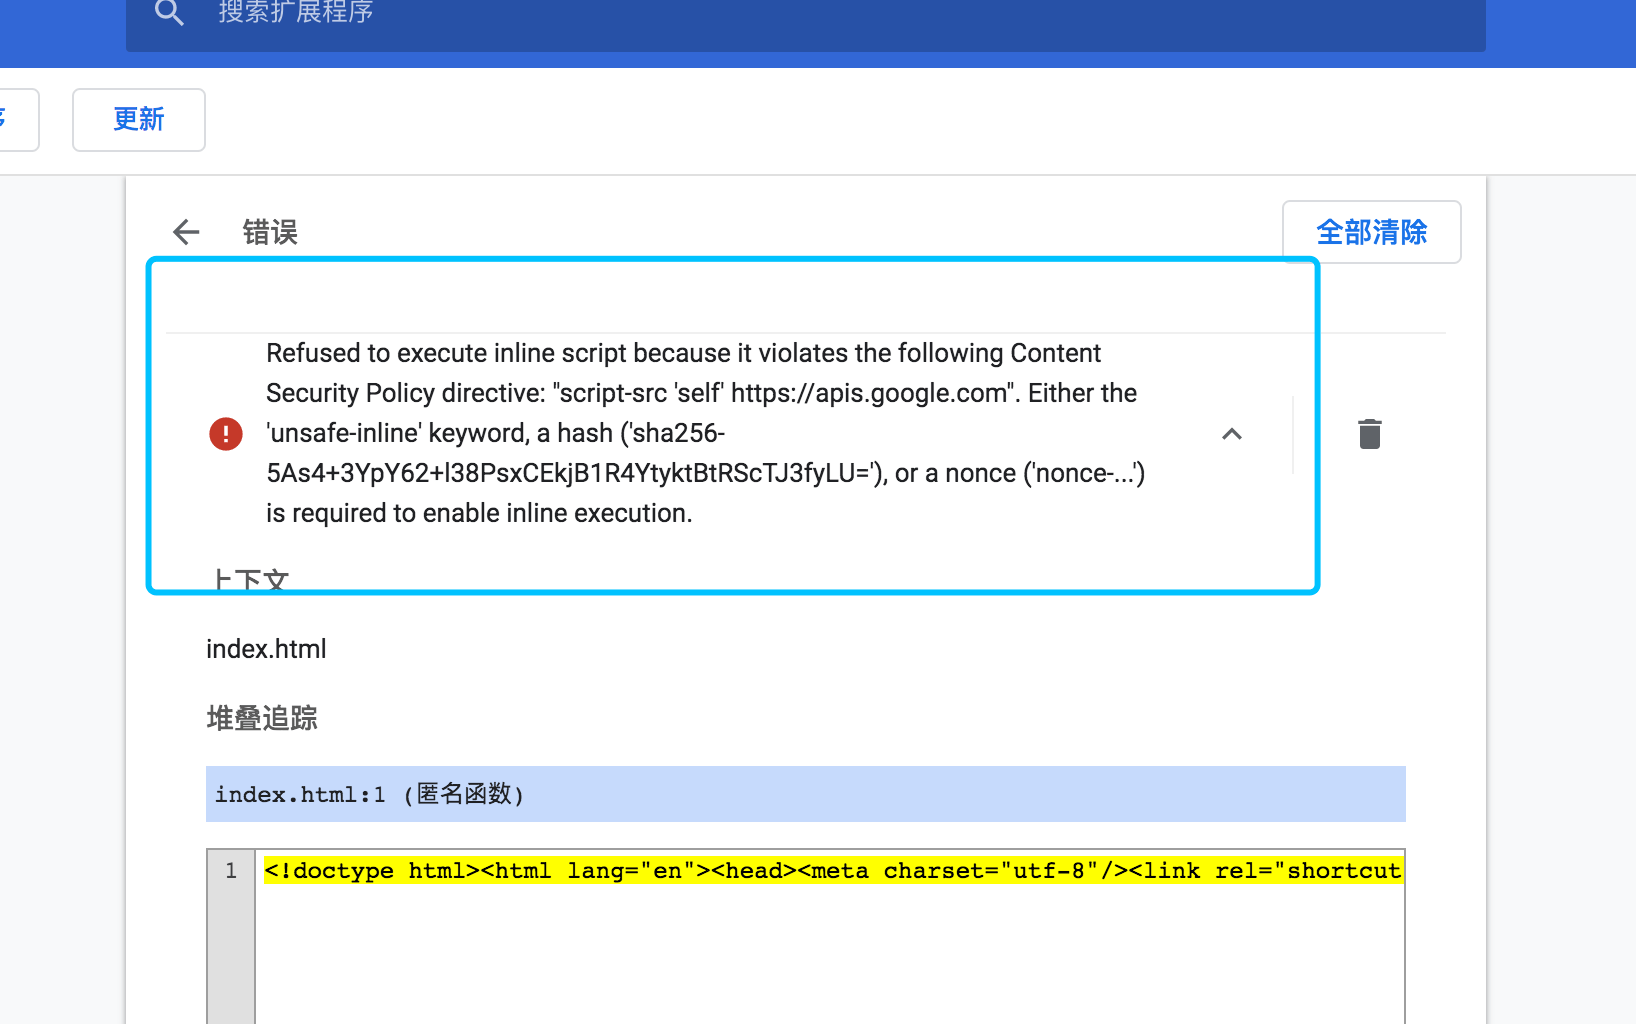 搜索扩展程序
更新
错误
全部清除
Refused to execute inline script because it violates the following Content
Security Policy directive: "script-src 'self' https://apis.google.com". Either the
'unsafe-inline' keyword, a hash ('sha256-
5As4+3YpY62+l38PsxCEkjB1R4YtyktBtRScTJ3fyLU='), or a nonce ('nonce-...')
is required to enable inline execution.
上下文
index.html
堆叠追踪
index.html:1 (匿名函数)
1 <!doctype html><html lang="en"><head><meta charset="utf-8"/><link rel="shortcut